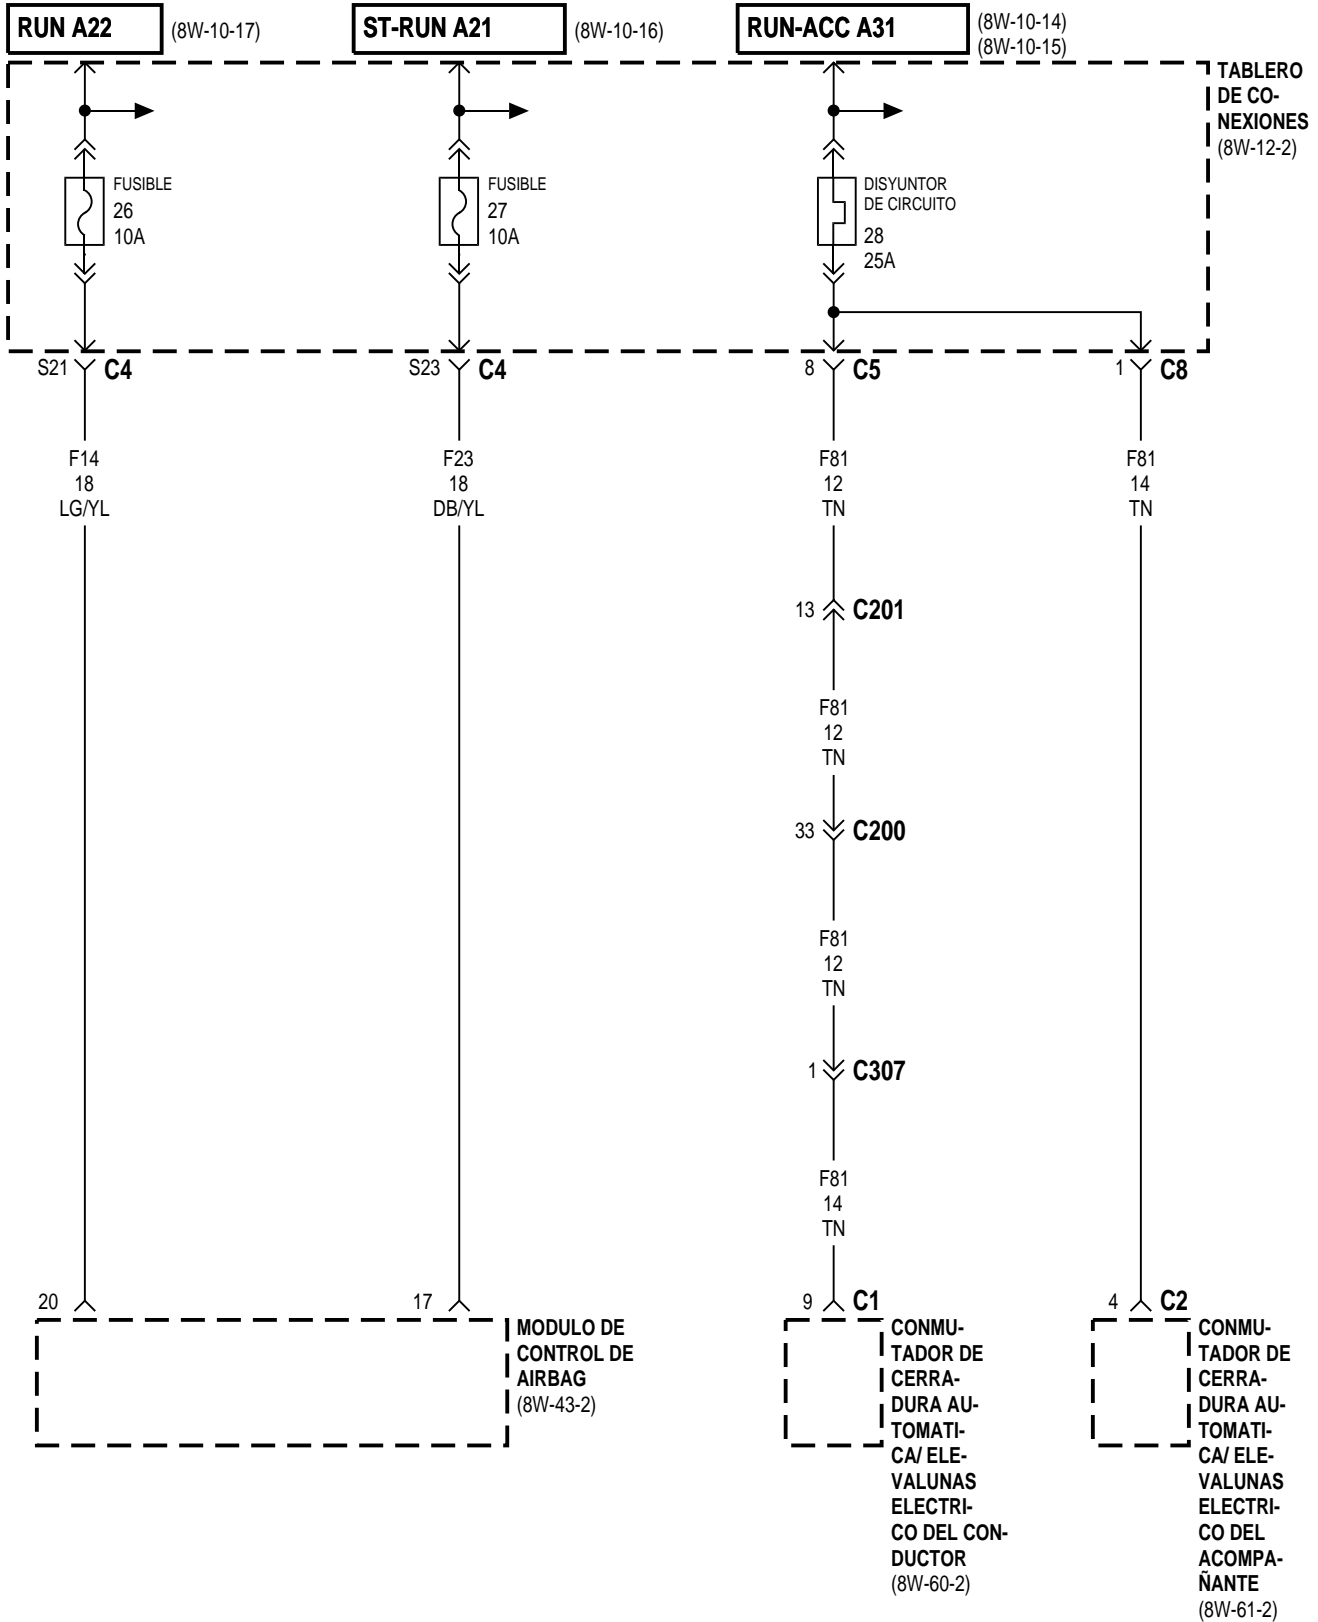 RUN A22
(8W-10-17)
ST-RUN A21
(8W-10-16)
RUN-ACC A31
(8W-10-14)
(8W-10-15)
TABLERO
DE CO-
NEXIONES
(8W-12-2)
FUSIBLE
26
10A
FUSIBLE
27
10A
DISYUNTOR
DE CIRCUITO
28
25A
S21
C4
S23
C4
8
C5
1
C8
F14
18
LG/YL
F23
18
DB/YL
F81
12
TN
F81
14
TN
13
C201
F81
12
TN
33
C200
F81
12
TN
1
C307
F81
14
TN
20
17
9
C1
4
C2
MODULO DE
CONTROL DE
AIRBAG
(8W-43-2)
CONMU-
TADOR DE
CERRA-
DURA AU-
TOMATI-
CA/ ELE-
VALUNAS
ELECTRI-
CO DEL CON-
DUCTOR
(8W-60-2)
CONMU-
TADOR DE
CERRA-
DURA AU-
TOMATI-
CA/ ELE-
VALUNAS
ELECTRI-
CO DEL
ACOMPA-
ÑANTE
(8W-61-2)